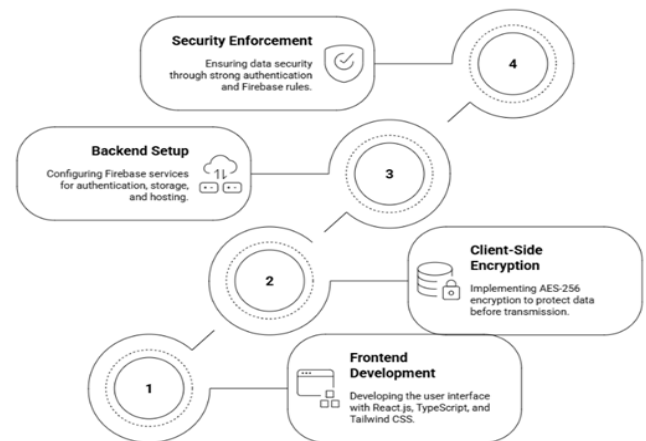 Security Enforcement
Ensuring data security
through strong authentication
and Firebase rules.
4
Backend Setup
Configuring Firebase services
for authentication, storage,
and hosting.
3
2
Client-Side
Encryption
Implementing AES-256
encryption to protect data
before transmission.
1
Frontend
Development
Developing the user interface
with React.js, TypeScript, and
Tailwind CSS.